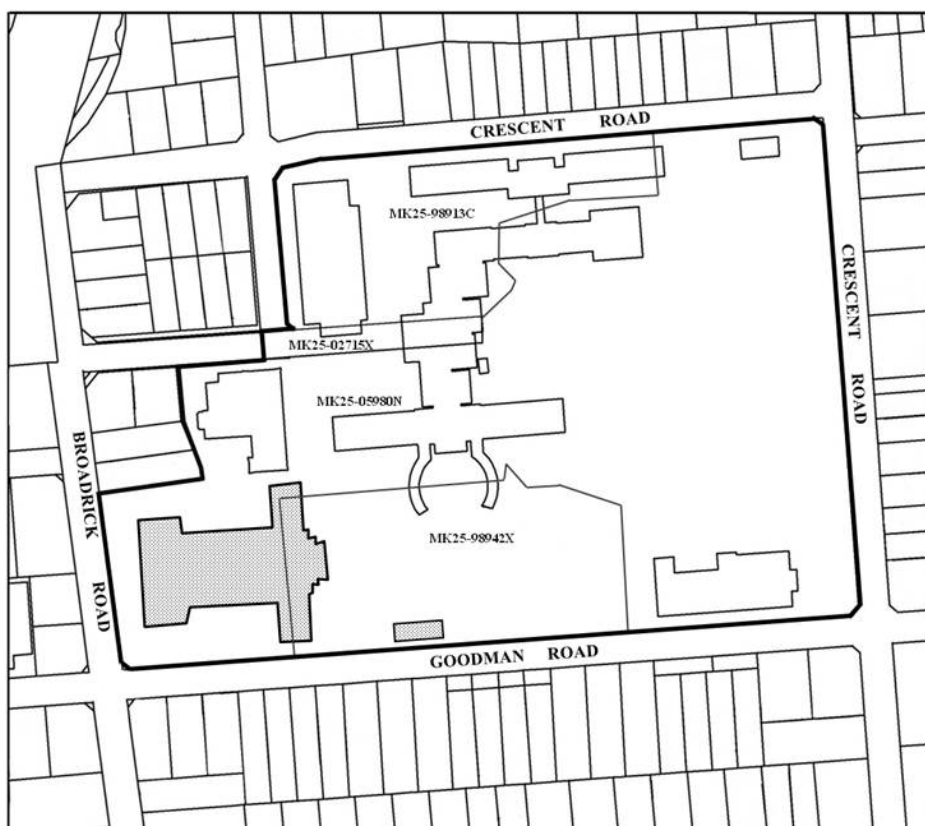 CRESCENT ROAD
MK25-98913C
CRESCENT ROAD
MK25-02715X
MK25-05980N
BROADRICK ROAD
MK25-98942X
GOODMAN ROAD